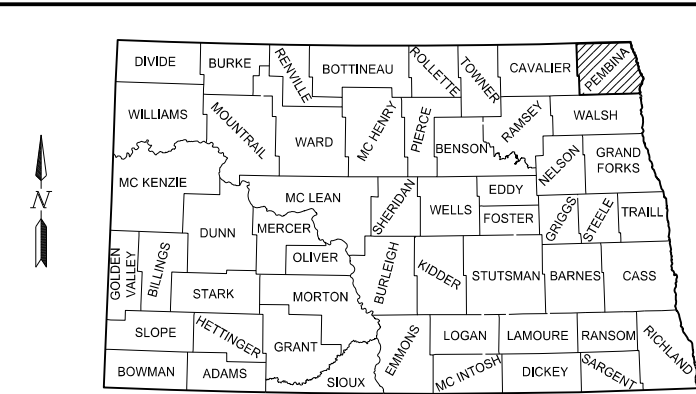 DIVIDE
BURKE
RENVILLE
BOTTINEAU
ROLLETTE
TOWNER
CAVALIER
PEMBINA
WILLIAMS
MOUNTRAIL
WARD
MC HENRY
PIERCE
BENSON
RAMSEY
WALSH
NELSON
GRAND
FORKS
N
MC KENZIE
DUNN
MC LEAN
MERCER
OLIVER
SHERIDAN
WELLS
EDDY
FOSTER
GRIGGS
STEELE
TRAILL
GOLDEN
VALLEY
BILLINGS
STARK
MORTON
BURLEIGH
KIDDER
STUTSMAN
BARNES
CASS
SLOPE
HETTINGER
GRANT
EMMONS
LOGAN
LAMOURE
RANSOM
RICHLAND
BOWMAN
ADAMS
SIOUX
MC INTOSH
DICKEY
SARGENT